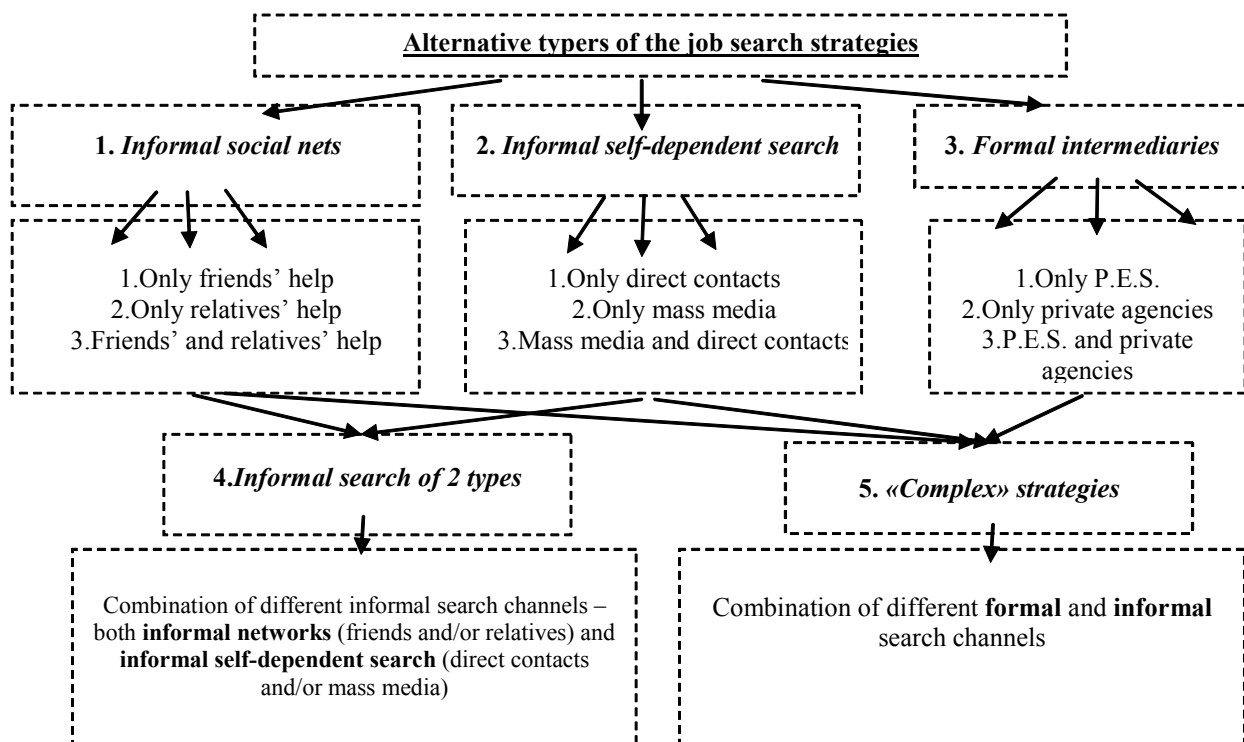 Alternative typers of the job search strategies
1. Informal social nets
2. Informal self-dependent search
3. Formal intermediaries
1.Only friends’ help
2.Only relatives’ help
3.Friends’ and relatives’ help
1.Only direct contacts
2.Only mass media
3.Mass media and direct contacts
1.Only P.E.S.
2.Only private agencies
3.P.E.S. and private
agencies
4.Informal search of 2 types
5. «Complex» strategies
Combination of different informal search channels –
both informal networks (friends and/or relatives) and
informal self-dependent search (direct contacts
and/or mass media)
Combination of different formal and informal
search channels